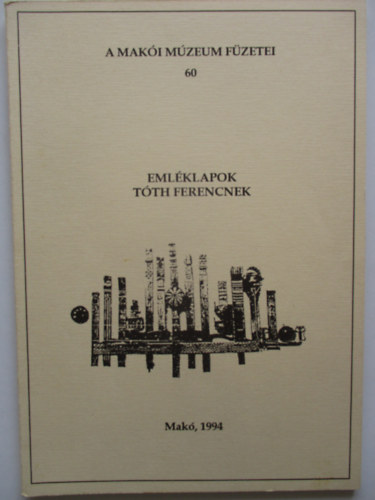 A MAKÓI MÚZEUM FÜZETEI
60
EMLÉKLAPOK
TÓTH FERENCNEK
Makó, 1994